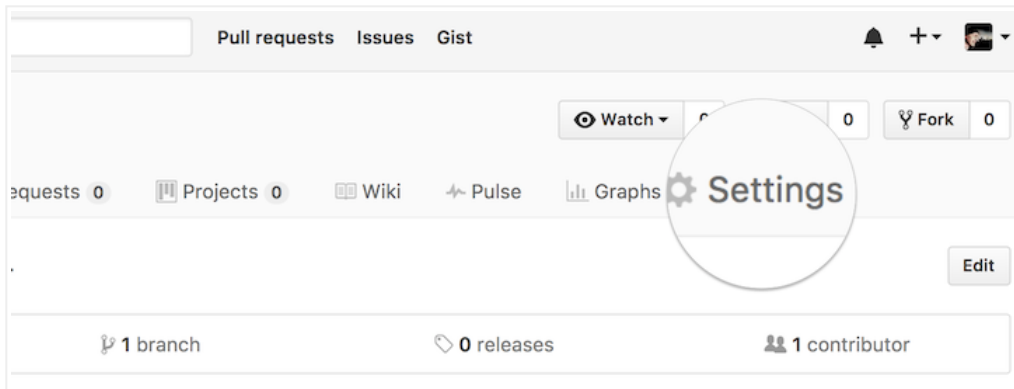 Pull requests Issues Gist
Watch 0 Fork 0
equests 0 Projects 0 Wiki Pulse Graphs Settings
Edit
1 branch 0 releases 1 contributor